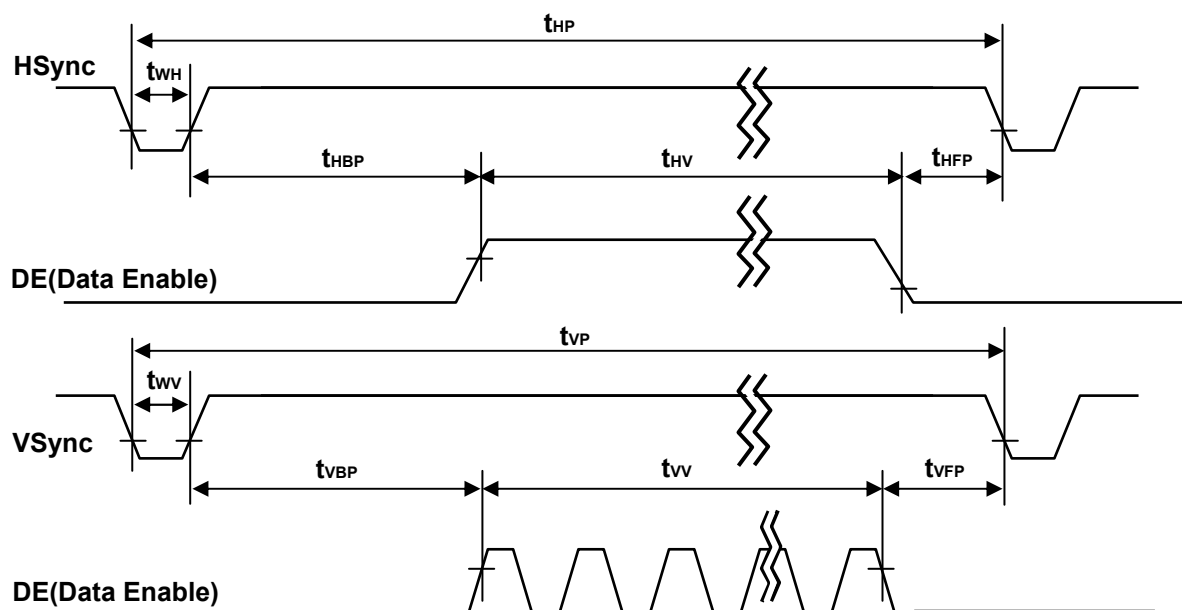 tHP
HSync
tWH
tHBP
tHV
tHFP
DE(Data Enable)
tVP
tWV
VSync
tVBP
tVV
tVFP
DE(Data Enable)